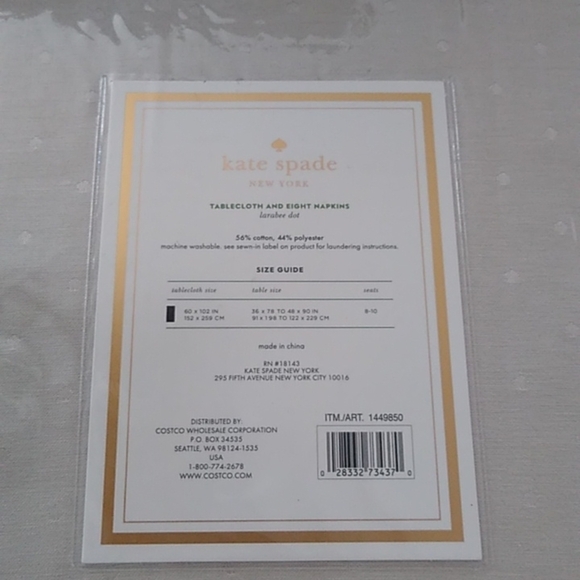 kate spade
NEW YORK
TABLECLOTH AND EIGHT NAPKINS
larabee dot
56% cotton, 44% polyester
machine washable. see sewn-in label on product for laundering instructions.
SIZE GUIDE
tablecloth size table size seats
60 x 102 IN 36 x 78 TO 48 x 90 IN 8-10
152 x 259 CM 91 x 198 TO 122 x 229 CM
made in china
RN #18143
KATE SPADE NEW YORK
295 FIFTH AVENUE NEW YORK CITY 10016
DISTRIBUTED BY:
COSTCO WHOLESALE CORPORATION
P.O. BOX 34535
SEATTLE, WA 98124-1535
USA
1-800-774-2678
WWW.COSTCO.COM
ITM./ART. 1449850
0 28332 73437 0